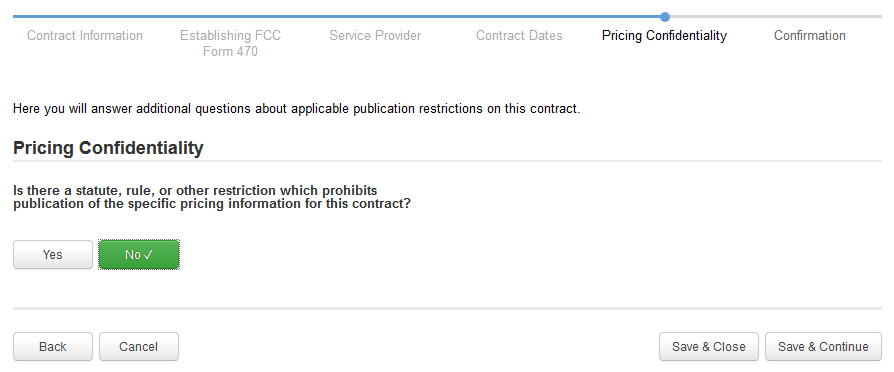 Contract Information
Establishing FCC
Form 470
Service Provider
Contract Dates
Pricing Confidentiality
Confirmation
Here you will answer additional questions about applicable publication restrictions on this contract.
Pricing Confidentiality
Is there a statute, rule, or other restriction which prohibits
publication of the specific pricing information for this contract?
Yes
No ✓
Back
Cancel
Save & Close
Save & Continue